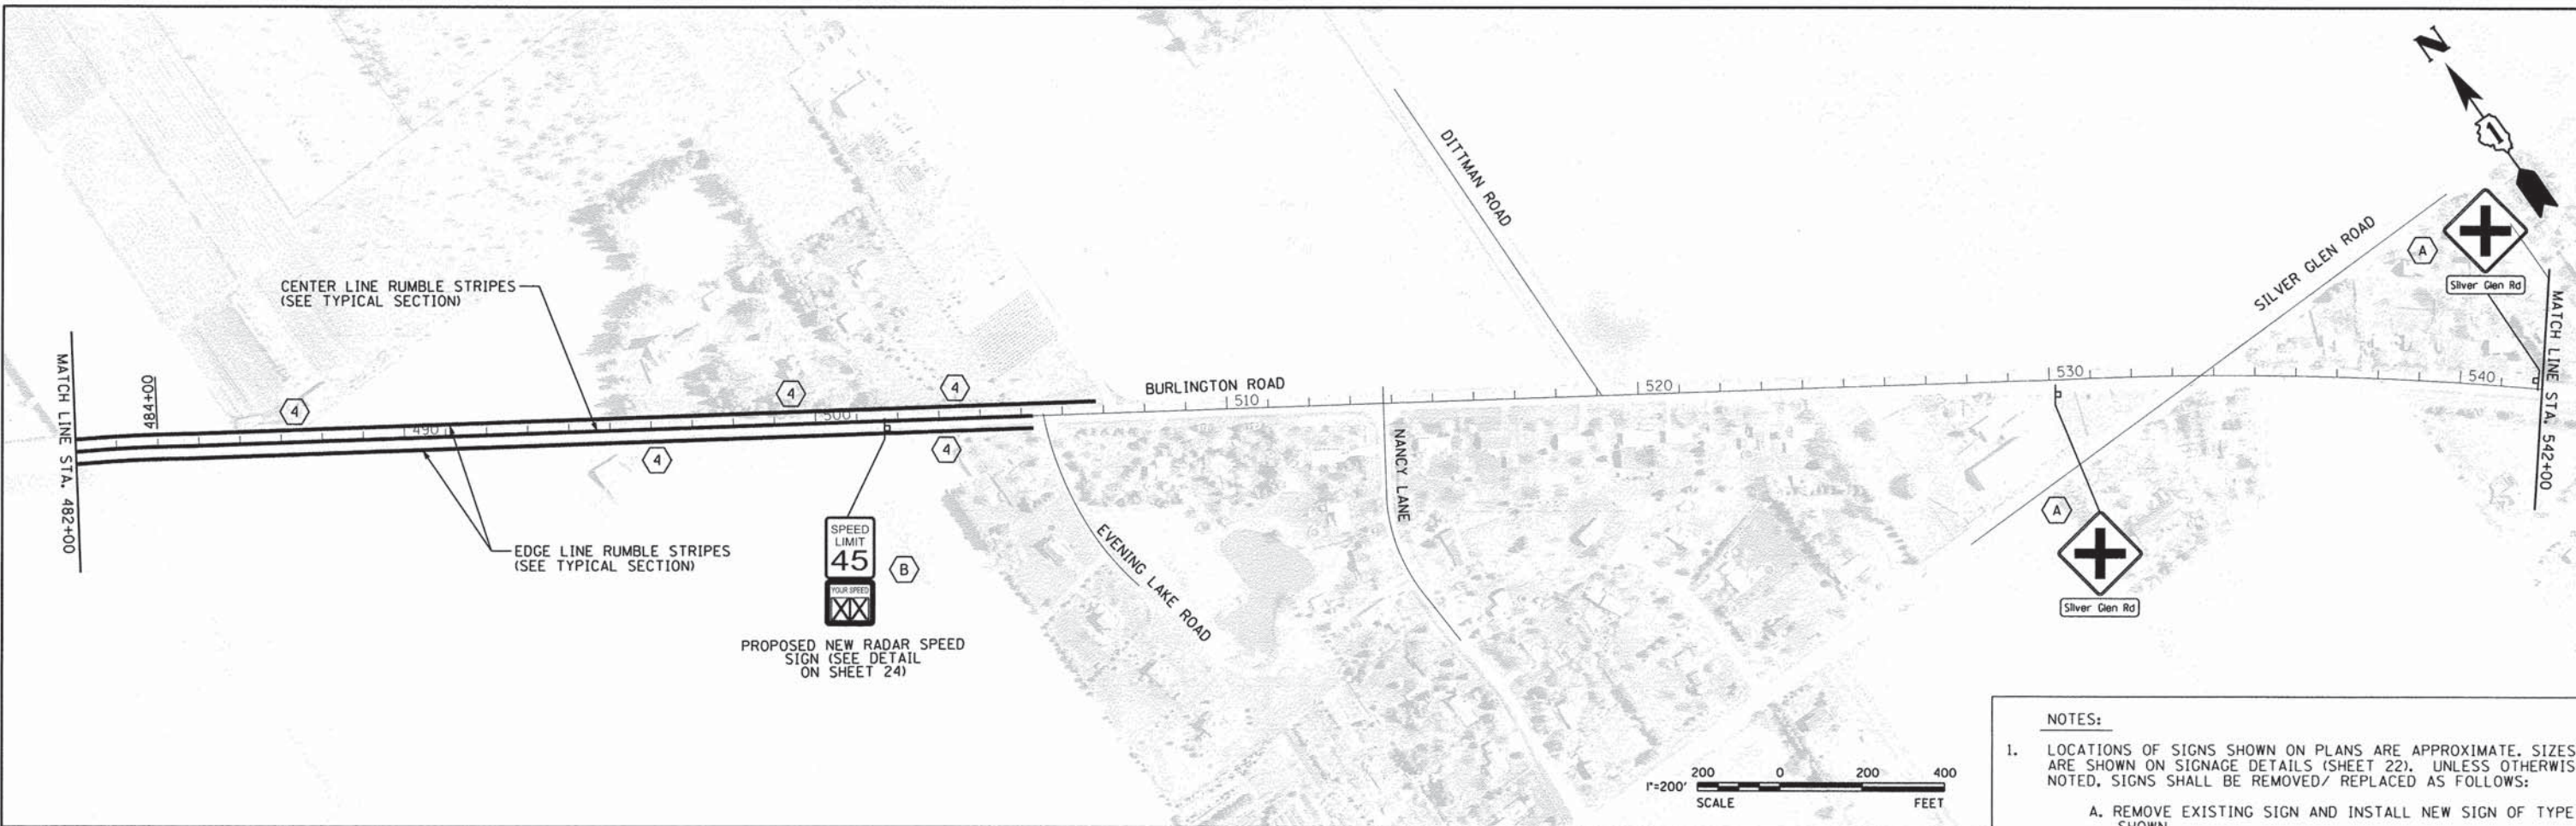 N
1
DITTMAN ROAD
SILVER GLEN ROAD
A
Silver Glen Rd
CENTER LINE RUMBLE STRIPES
(SEE TYPICAL SECTION)
MATCH LINE STA. 482+00
484+00
4
490
4
500
4
BURLINGTON ROAD
510
520
530
540
MATCH LINE STA. 542+00
4
4
EDGE LINE RUMBLE STRIPES
(SEE TYPICAL SECTION)
SPEED
LIMIT
45
B
YOUR SPEED
XX
PROPOSED NEW RADAR SPEED
SIGN (SEE DETAIL
ON SHEET 24)
EVENING LAKE ROAD
NANCY LANE
A
Silver Glen Rd
200 0 200 400
1"=200'
SCALE FEET
NOTES:
1. LOCATIONS OF SIGNS SHOWN ON PLANS ARE APPROXIMATE. SIZES
ARE SHOWN ON SIGNAGE DETAILS (SHEET 22). UNLESS OTHERWIS
NOTED, SIGNS SHALL BE REMOVED/ REPLACED AS FOLLOWS:
A. REMOVE EXISTING SIGN AND INSTALL NEW SIGN OF TYPE
SHOWN